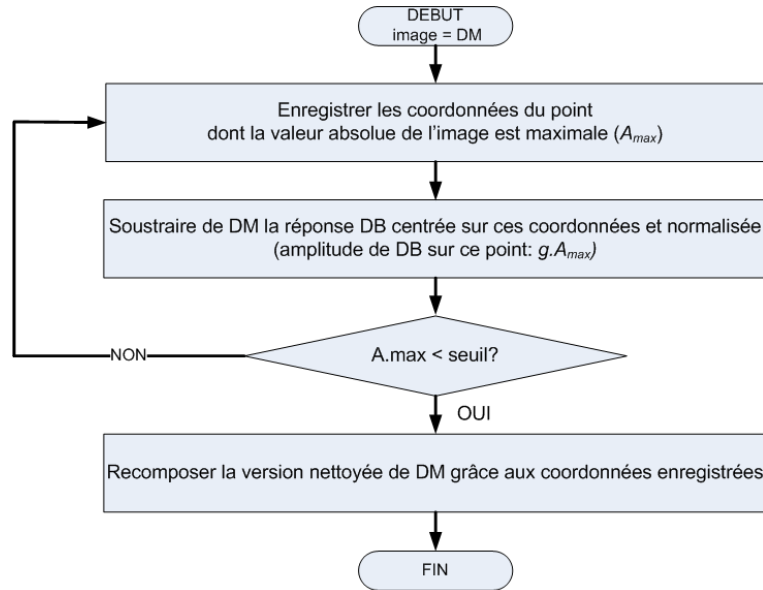 DEBUT
image = DM
Enregistrer les coordonnées du point
dont la valeur absolue de l'image est maximale (Amax)
Soustraire de DM la réponse DB centrée sur ces coordonnées et normalisée
(amplitude de DB sur ce point: g.Amax)
NON
A.max < seuil?
OUI
Recomposer la version nettoyée de DM grâce aux coordonnées enregistrées
FIN